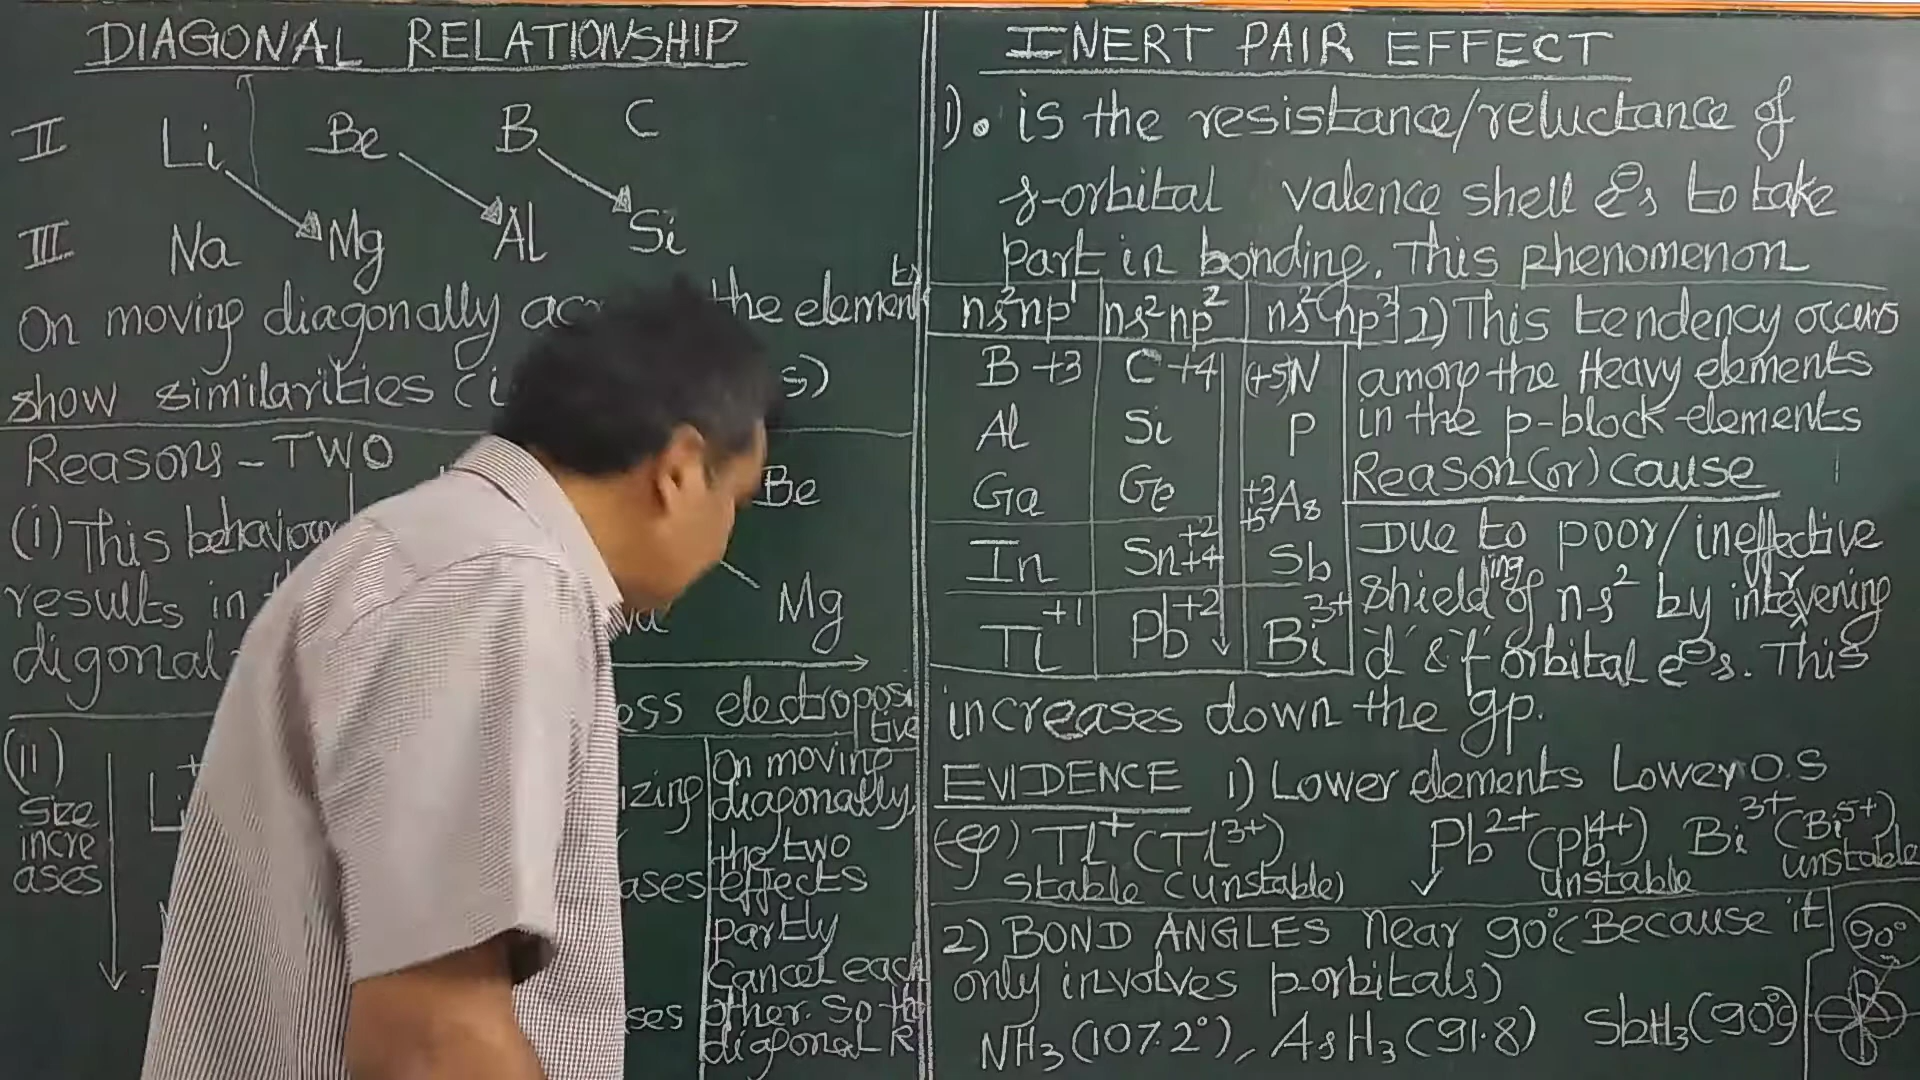 DIAGONAL RELATIONSHIP
II Li Be B C
III Na Mg Al Si
On moving diagonally the elements
show similarities (
Reasons - TWO
Be
(i) This behaviour
results in
Mg
digonal
ess electropositive
(ii)
Size
incre
ases
Li
izing
ases
ses
On moving
diagonally,
the two
effects
partly
cancel each
other. So th
digonal R
INERT PAIR EFFECT
1). is the resistance/reluctance of
s-orbital valence shell e⊖s to take
part in bonding. This phenomenon
ns²np¹ ns²np² ns²np³
B +3 C +4 (+5)N
Al Si P
Ga Ge +3 +5 As
In Sn +2 +4 Sb
Tl +1 Pb +2 Bi 3+
2) This tendency occurs
among the Heavy elements
in the p-block elements
Reason(or) Cause
Due to poor/ineffective
shielding of ns² by intervening
'd' & 'f' orbital e⊖s. This
increases down the gp.
EVIDENCE 1) Lower elements Lower O.S
(eg) Tl⁺(Tl³⁺) Pb²⁺(Pb⁴⁺) Bi³⁺(Bi⁵⁺)
stable (unstable) unstable unstable
2) BOND ANGLES Near 90°(Because it
only involves p orbitals)
90°
NH₃(107.2°), AsH₃(91.8) SbH₃(90°)